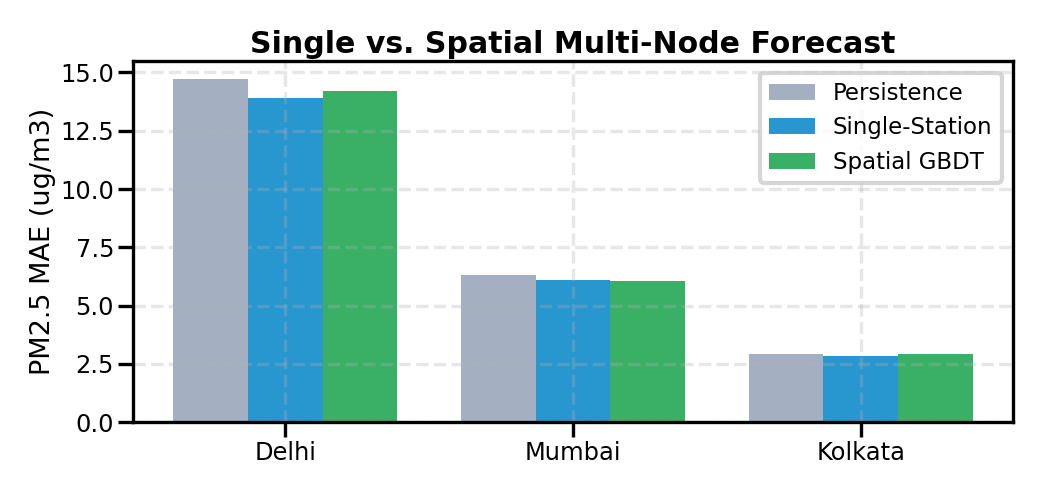 Single vs. Spatial Multi-Node Forecast
PM2.5 MAE (ug/m3)
15.0
12.5
10.0
7.5
5.0
2.5
0.0
Persistence
Single-Station
Spatial GBDT
Delhi
Mumbai
Kolkata